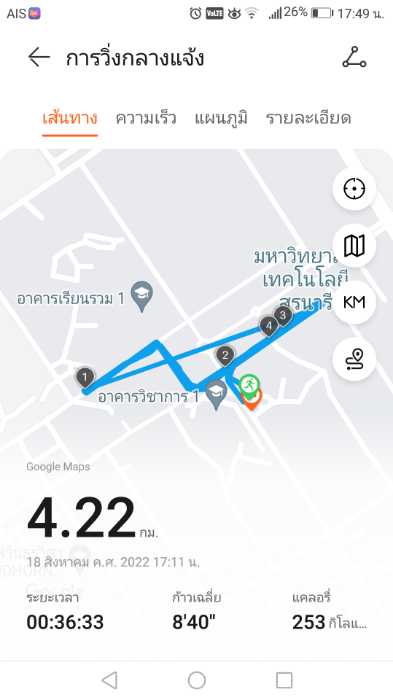 AIS VoLTE 26% 17:49 น.
การวิ่งกลางแจ้ง
เส้นทาง ความเร็ว แผนภูมิ รายละเอียด
มหาวิทยาลั
เทคโนโลยี
สุรนารี
อาคารเรียนรวม 1
KM
3
4
2
1
อาคารวิชาการ 1
Google Maps
4.22 กม.
18 สิงหาคม ค.ศ. 2022 17:11 น.
ระยะเวลา ก้าวเฉลี่ย แคลอรี่
00:36:33 8'40" 253 กิโลแ...